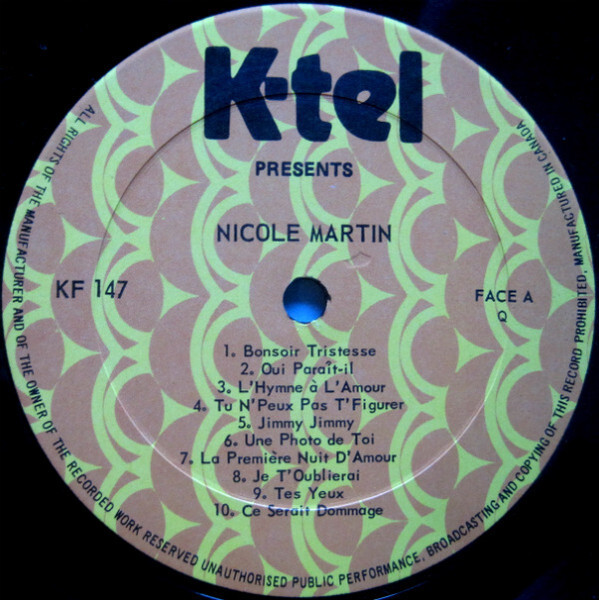 K-tel
PRESENTS
NICOLE MARTIN
KF 147
FACE A
Q
1. Bonsoir Tristesse
2. Oui Paraît-il
3. L'Hymne à L'Amour
4. Tu N'Peux Pas T'Figurer
5. Jimmy Jimmy
6. Une Photo de Toi
7. La Première Nuit D'Amour
8. Je T'Oublierai
9. Tes Yeux
10. Ce Serait Dommage
ALL RIGHTS OF THE MANUFACTURER AND OF THE OWNER OF THE RECORDED WORK RESERVED UNAUTHORISED PUBLIC PERFORMANCE, BROADCASTING AND COPYING OF THIS RECORD PROHIBITED, MANUFACTURED IN CANADA